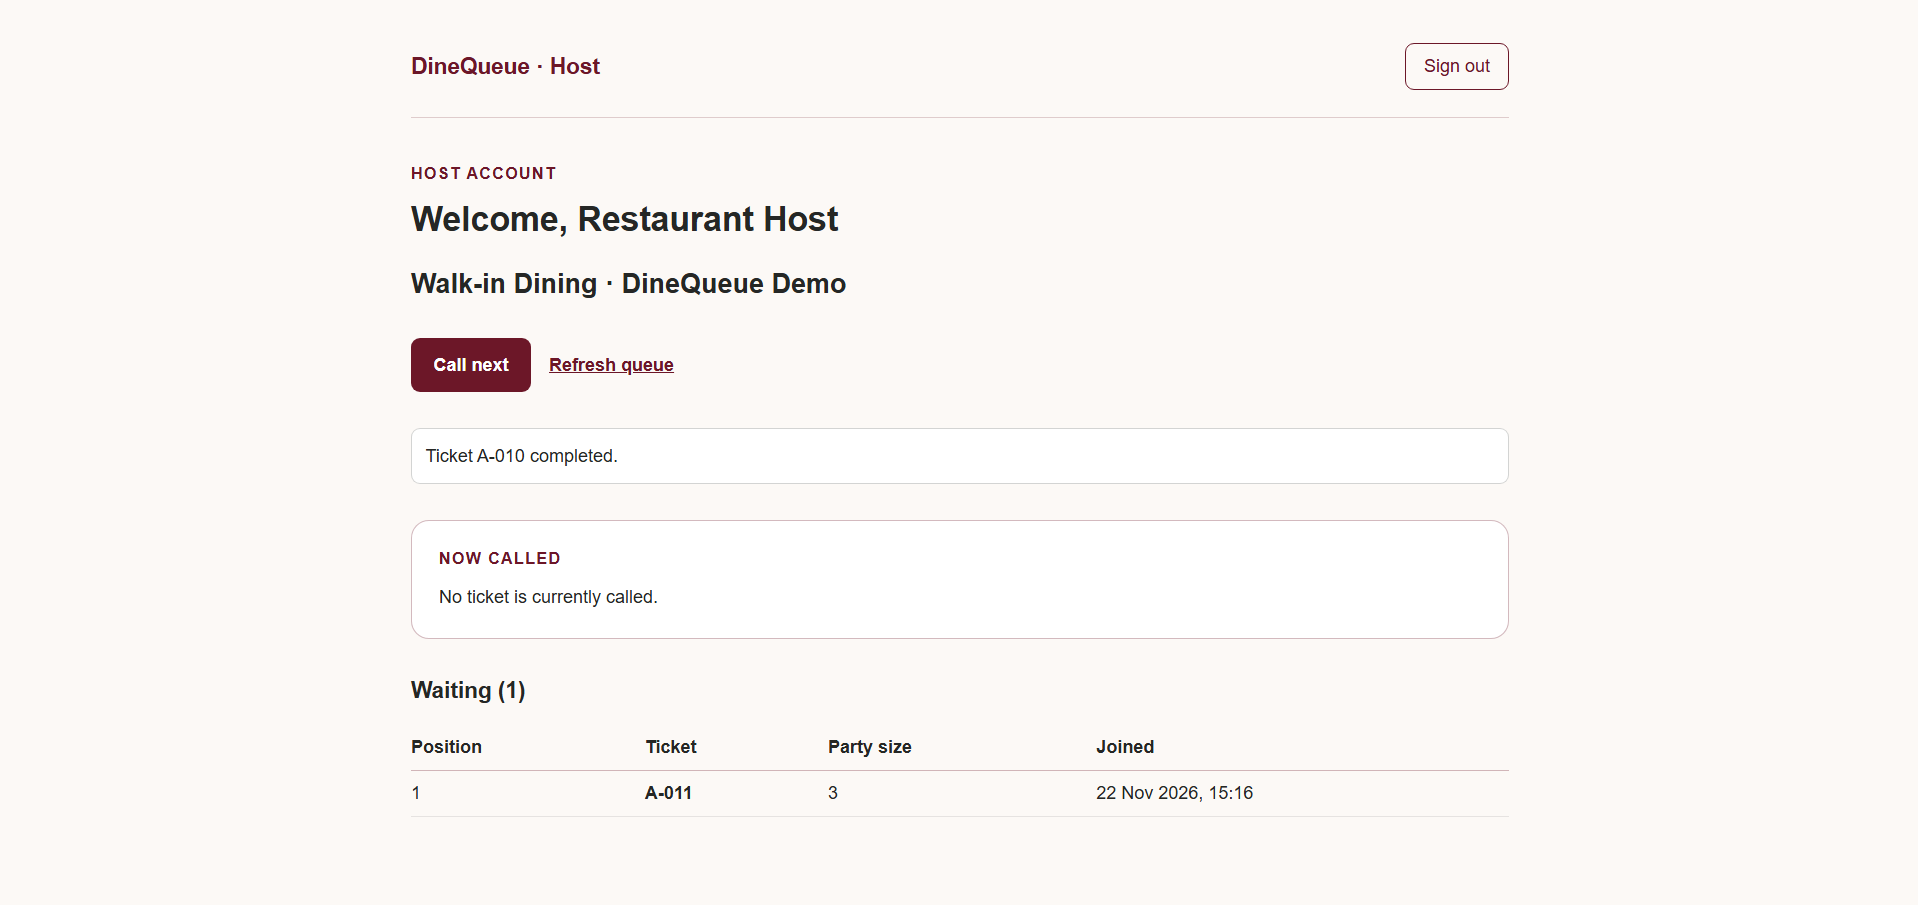 DineQueue · Host
Sign out
HOST ACCOUNT
Welcome, Restaurant Host
Walk-in Dining · DineQueue Demo
Call next Refresh queue
Ticket A-010 completed.
NOW CALLED
No ticket is currently called.
Waiting (1)
Position Ticket Party size Joined
1 A-011 3 22 Nov 2026, 15:16